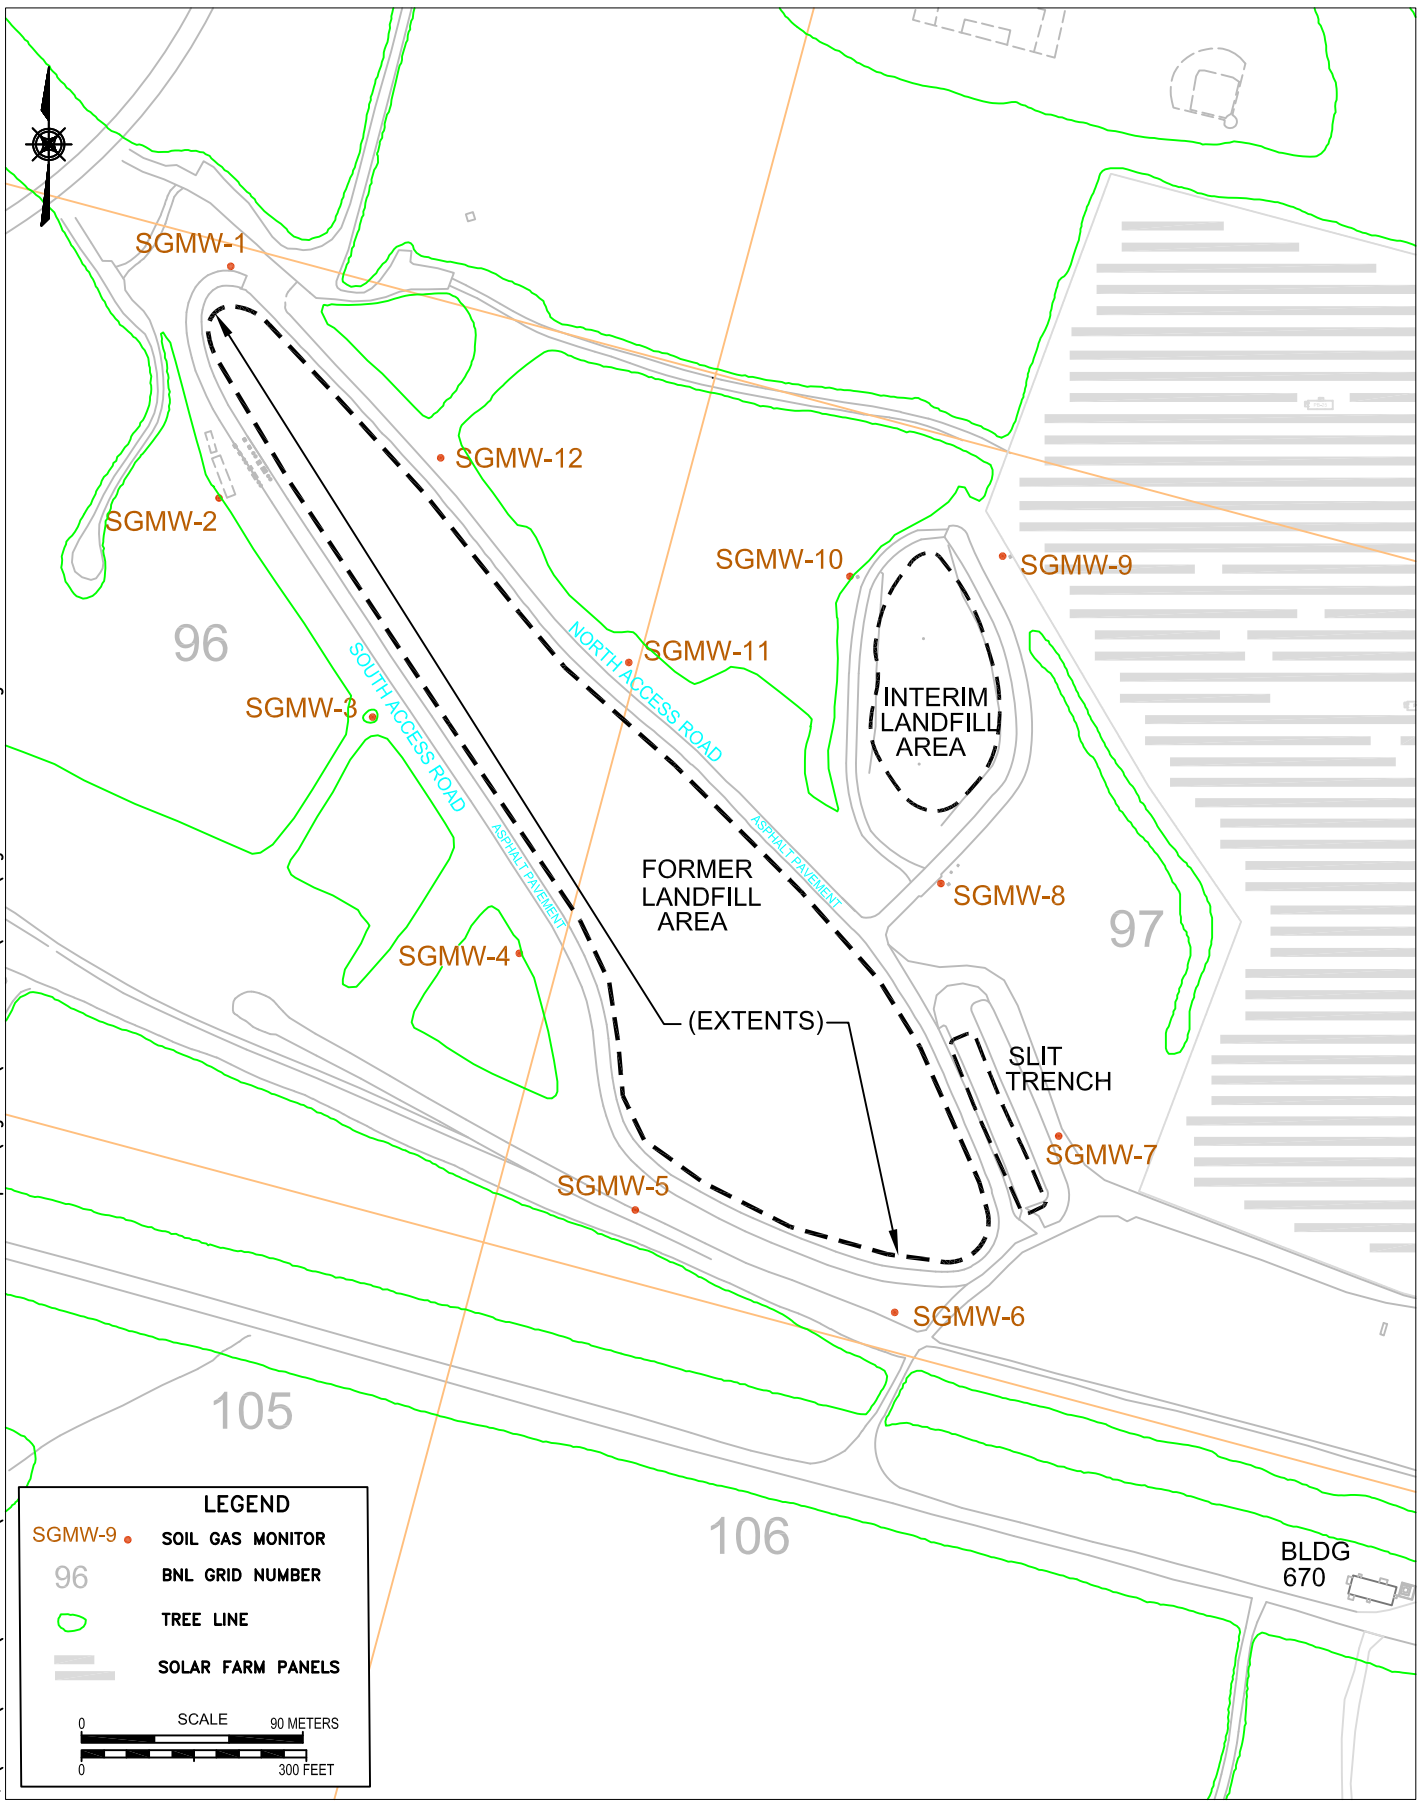 SGMW-1
SGMW-12
SGMW-2
SGMW-10
SGMW-9
96
NORTH ACCESS ROAD
SGMW-11
SOUTH ACCESS ROAD
SGMW-3
INTERIM
LANDFILL
AREA
ASPHALT PAVEMENT
ASPHALT PAVEMENT
FORMER
LANDFILL
AREA
SGMW-8
97
SGMW-4
(EXTENTS)
SLIT
TRENCH
SGMW-7
SGMW-5
SGMW-6
105
106
BLDG
670
LEGEND
SGMW-9 SOIL GAS MONITOR
96 BNL GRID NUMBER
TREE LINE
SOLAR FARM PANELS
SCALE
0 90 METERS
0 300 FEET